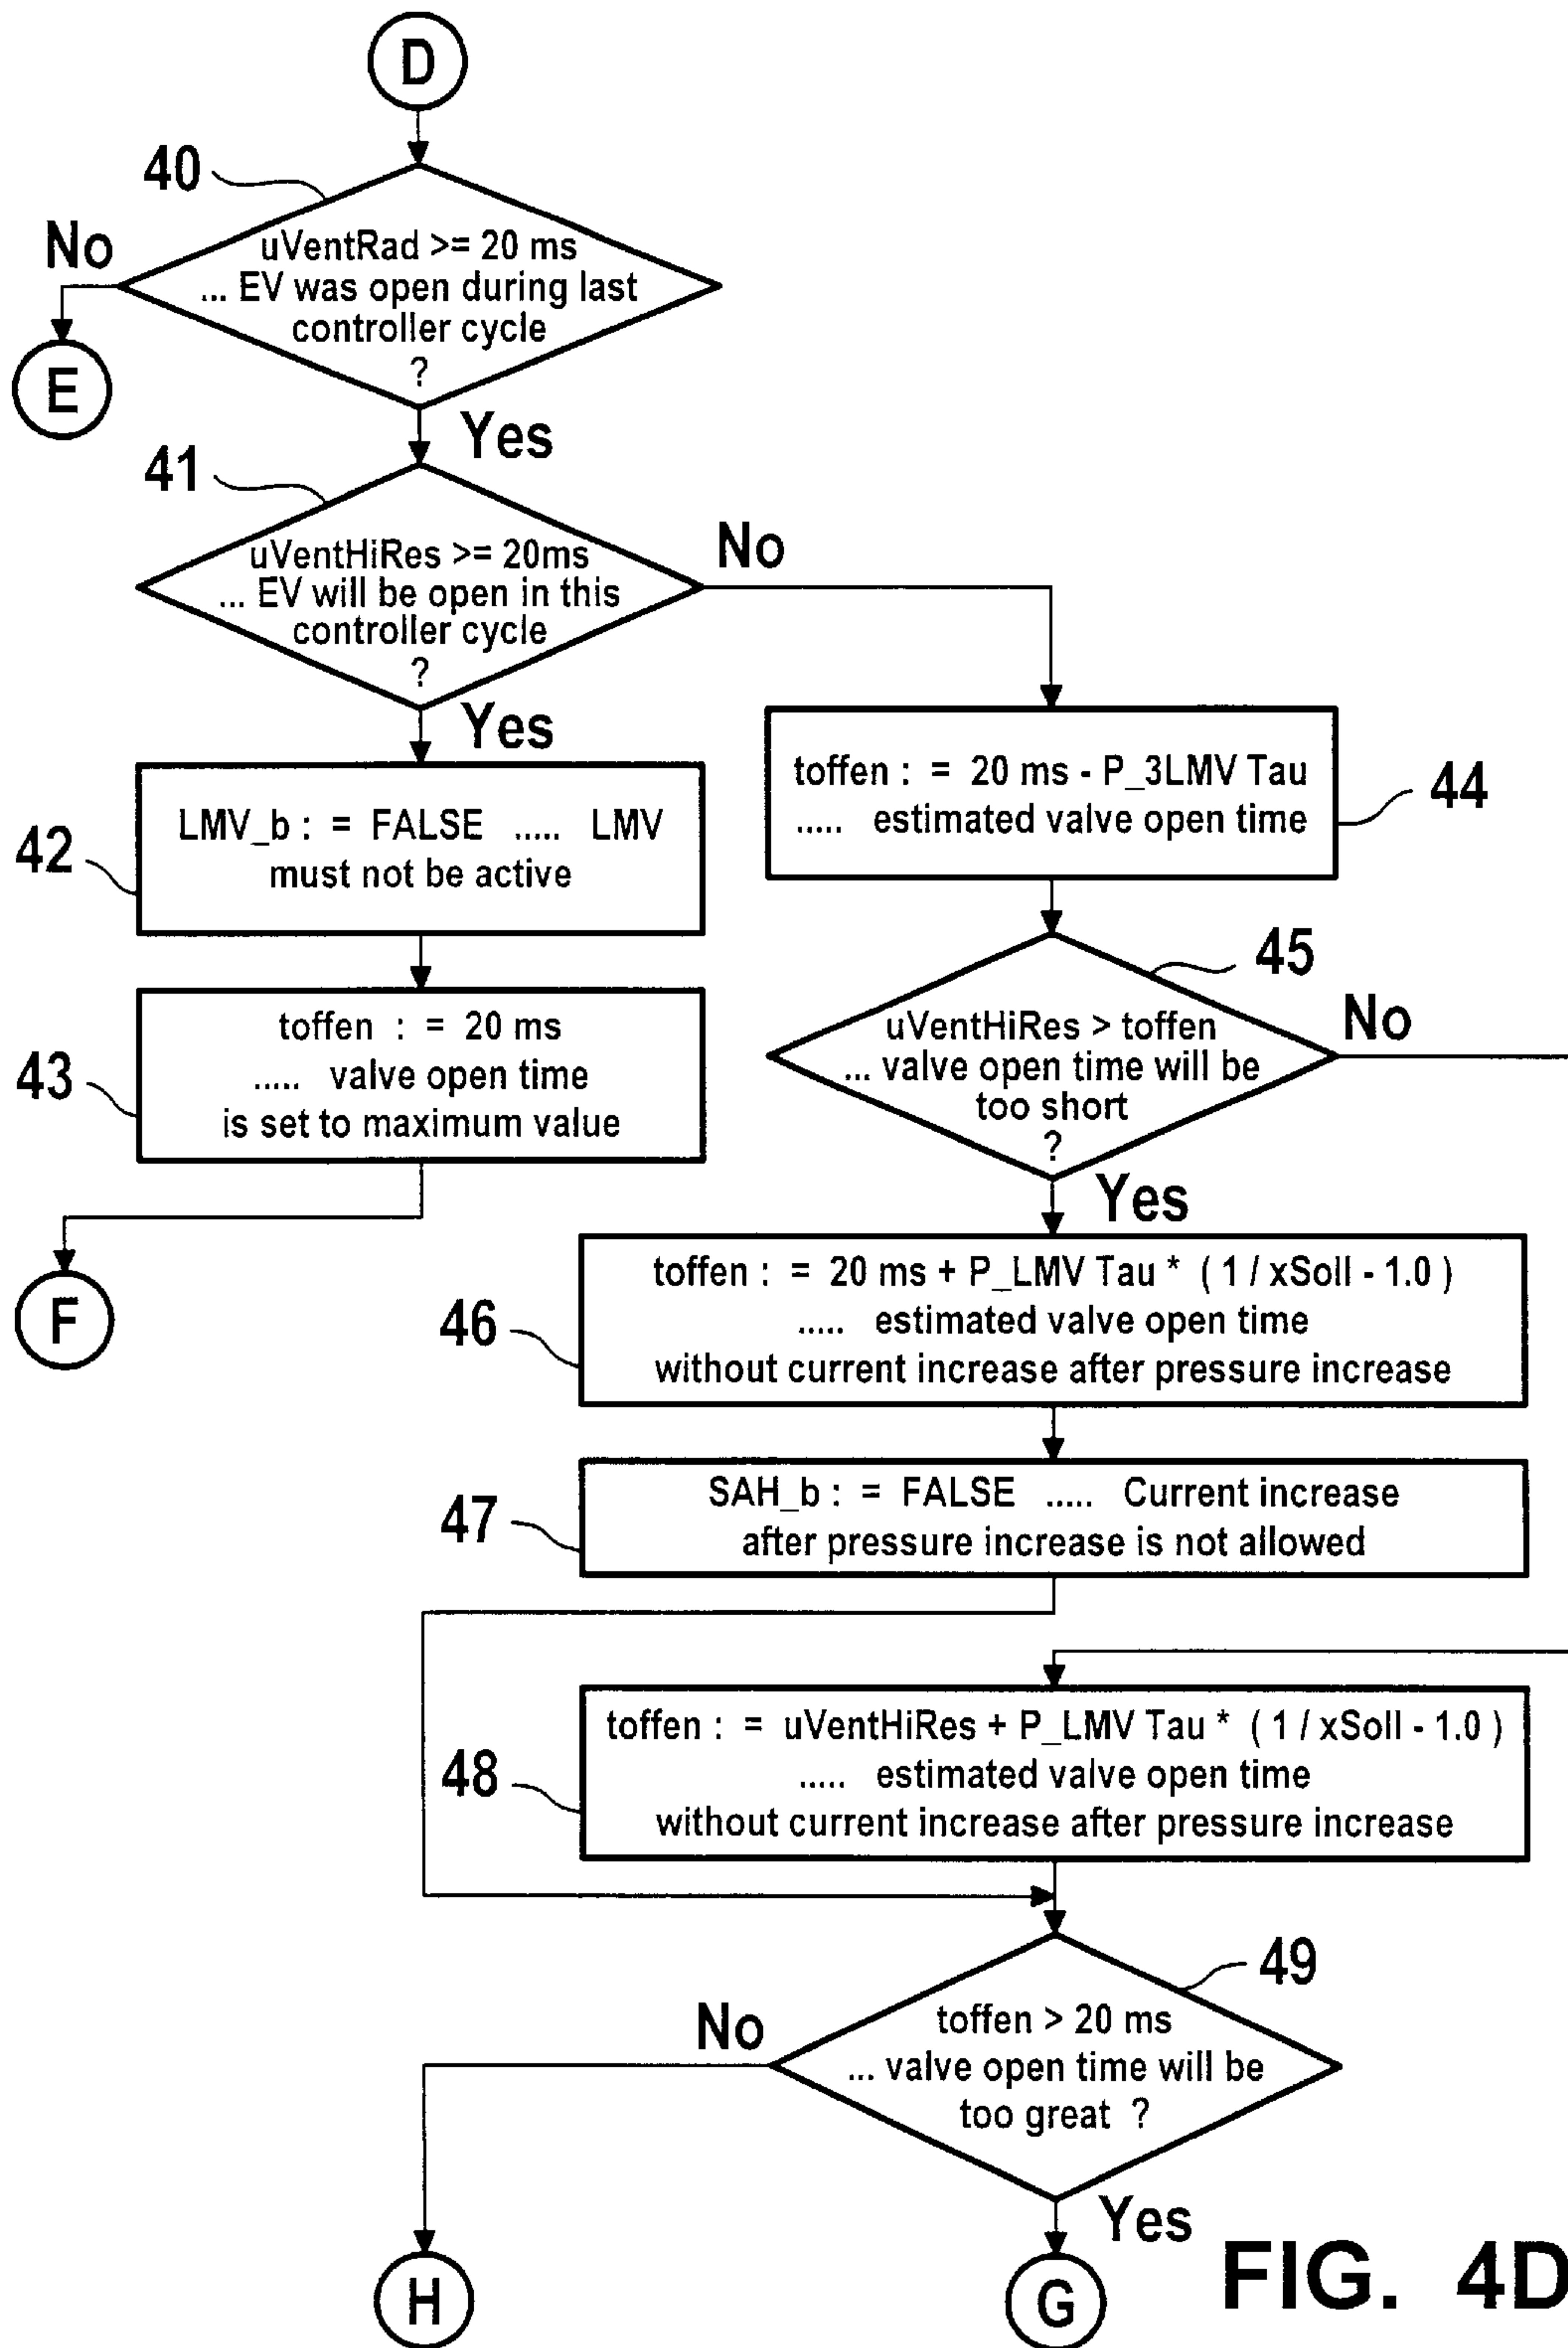 D
40
No
uVentRad >= 20 ms
... EV was open during last
controller cycle
?
E
Yes
41
uVentHiRes >= 20ms
... EV will be open in this
controller cycle
?
No
Yes
42
LMV_b : = FALSE ..... LMV
must not be active
toffen : = 20 ms - P_3LMV Tau
..... estimated valve open time
44
43
toffen : = 20 ms
..... valve open time
is set to maximum value
F
45
uVentHiRes > toffen
... valve open time will be
too short
?
No
Yes
46
toffen : = 20 ms + P_LMV Tau * ( 1 / xSoll - 1.0 )
..... estimated valve open time
without current increase after pressure increase
47
SAH_b : = FALSE ..... Current increase
after pressure increase is not allowed
48
toffen : = uVentHiRes + P_LMV Tau * ( 1 / xSoll - 1.0 )
..... estimated valve open time
without current increase after pressure increase
49
No
toffen > 20 ms
... valve open time will be
too great ?
Yes
H
G
FIG. 4D